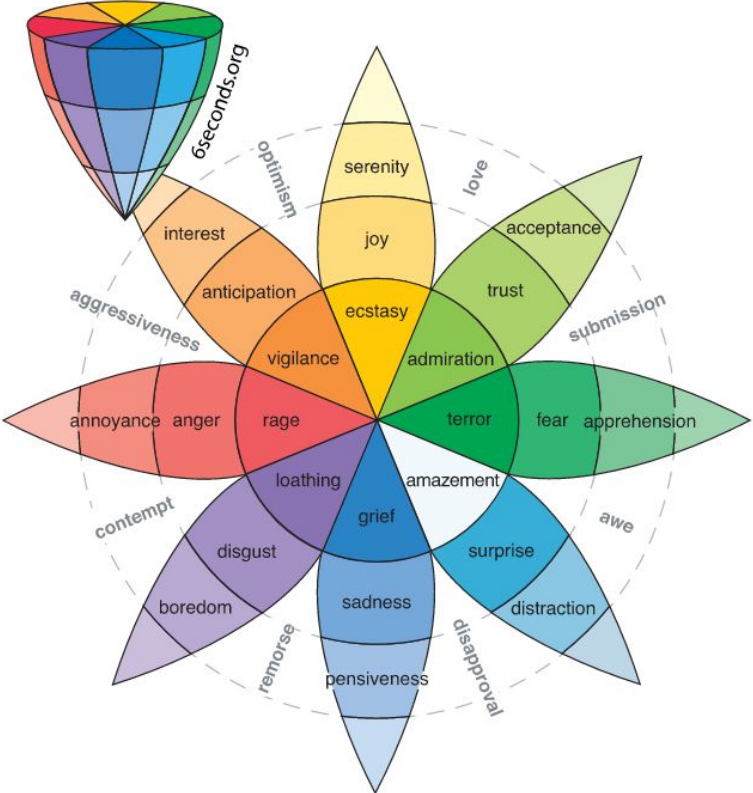 6seconds.org
optimism
serenity
love
interest
acceptance
joy
anticipation
trust
aggressiveness
ecstasy
submission
vigilance
admiration
annoyance
anger
rage
terror
fear
apprehension
loathing
amazement
contempt
grief
awe
disgust
surprise
boredom
sadness
distraction
remorse
disapproval
pensiveness